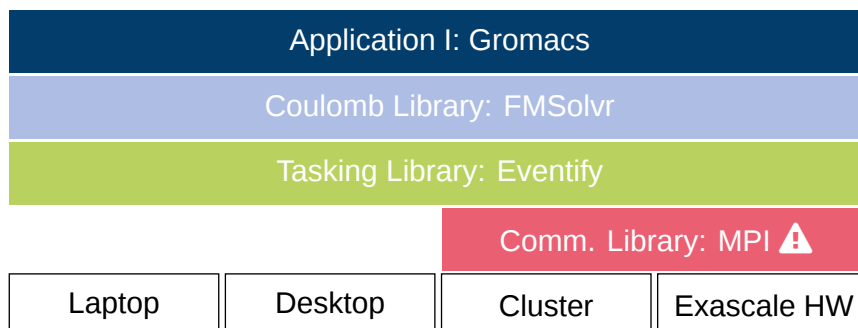 Application I: Gromacs
Coulomb Library: FMSolvr
Tasking Library: Eventify
Comm. Library: MPI
Laptop Desktop Cluster Exascale HW